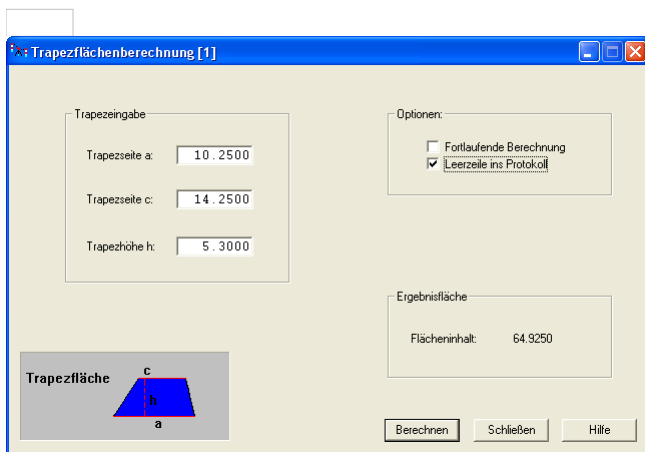 Trapezflächenberechnung [1]
Trapezeingabe
Trapezseite a: 10.2500
Trapezseite c: 14.2500
Trapezhöhe h: 5.3000
Optionen:
Fortlaufende Berechnung
Leerzeile ins Protokoll
Ergebnisfläche
Flächeninhalt: 64.9250
Trapezfläche
c
h
a
Berechnen Schließen Hilfe